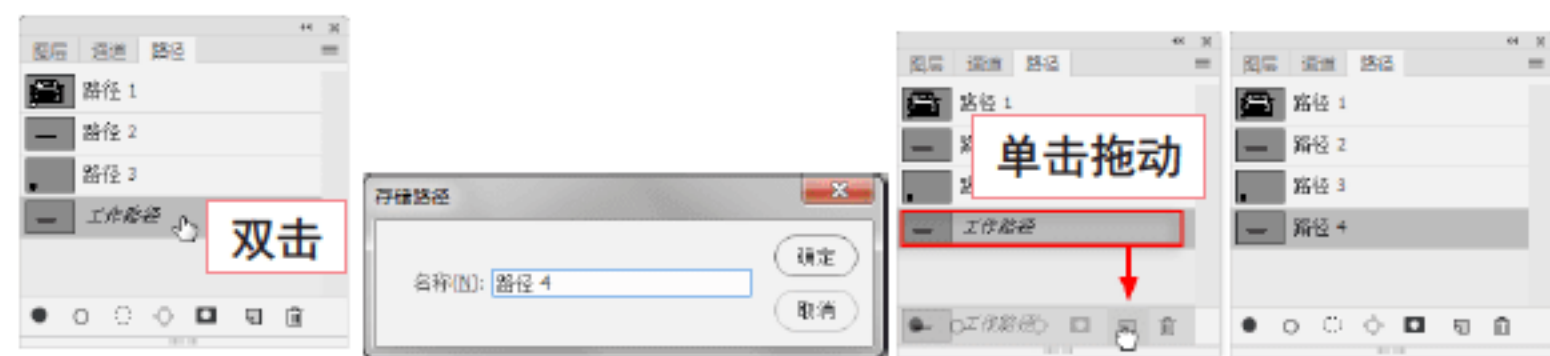 图层 通道 路径
路径 1
路径 2
路径 3
工作路径
双击
存储路径
名称(N): 路径 4
确定
取消
图层 通道 路径
路径 1
单击拖动
工作路径
工作路径
图层 通道 路径
路径 1
路径 2
路径 3
路径 4